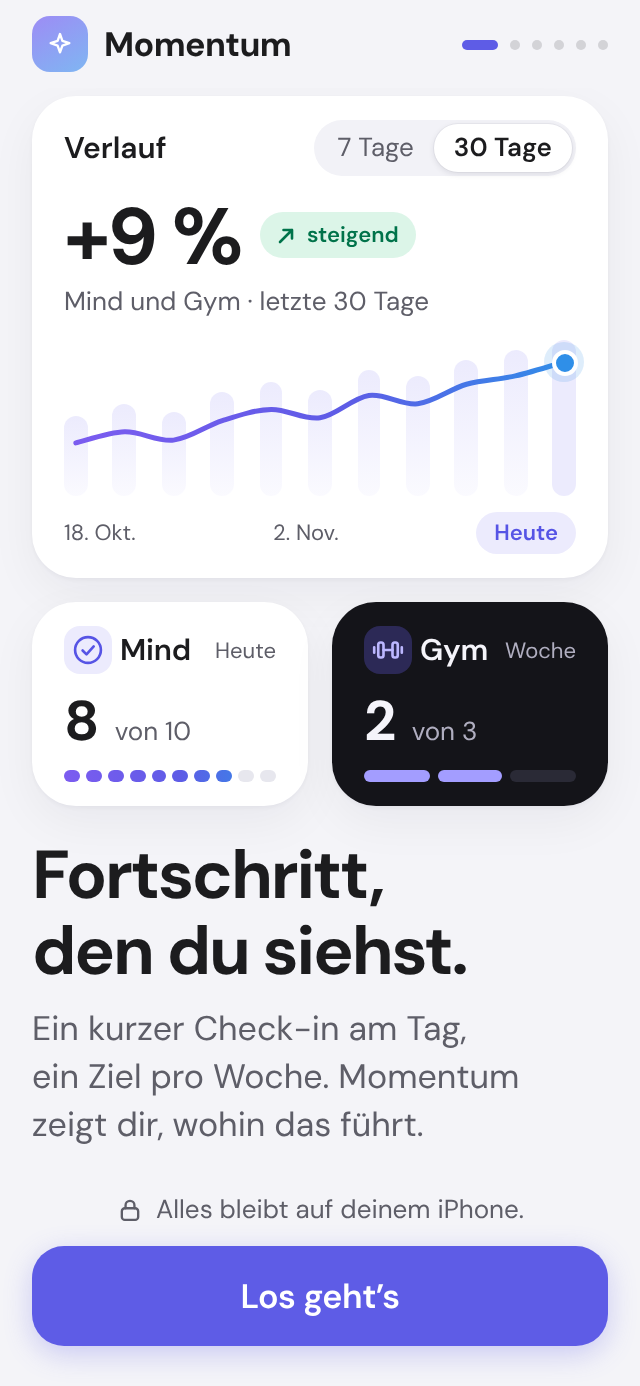 Momentum
Verlauf
7 Tage
30 Tage
+9 %
steigend
Mind und Gym · letzte 30 Tage
18. Okt.
2. Nov.
Heute
Mind
Heute
8 von 10
Gym
Woche
2 von 3
Fortschritt,
den du siehst.
Ein kurzer Check-in am Tag,
ein Ziel pro Woche. Momentum
zeigt dir, wohin das führt.
Alles bleibt auf deinem iPhone.
Los geht’s